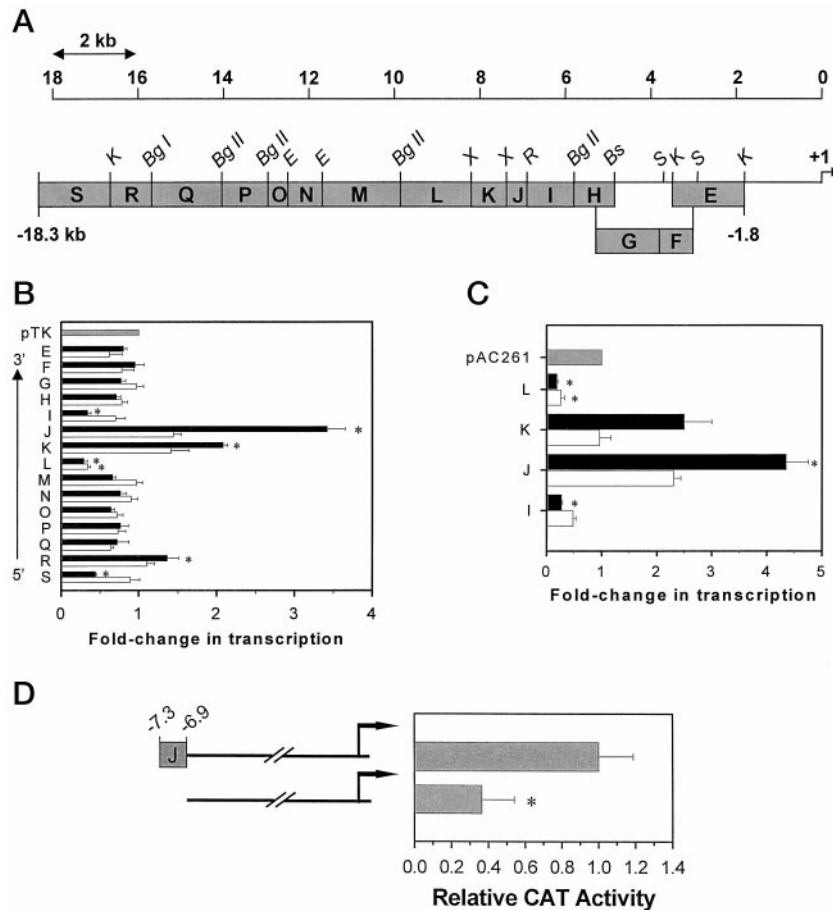 A
2 kb
18 16 14 12 10 8 6 4 2 0
K Bg I Bg II Bg II E E Bg II X X R Bg II Bs S K S K +1
S R Q P O N M L K J I H E
-18.3 kb G F -1.8
B
pTK
3'
E
F
G
H
I *
J *
K *
L *
*
M
N
O
P
Q
R *
5' S *
0 1 2 3 4
Fold-change in transcription
C
pAC261
L *
*
K
J *
I *
0 1 2 3 4 5
Fold-change in transcription
D
-7.3 -6.9
J
*
0.0 0.2 0.4 0.6 0.8 1.0 1.2 1.4
Relative CAT Activity